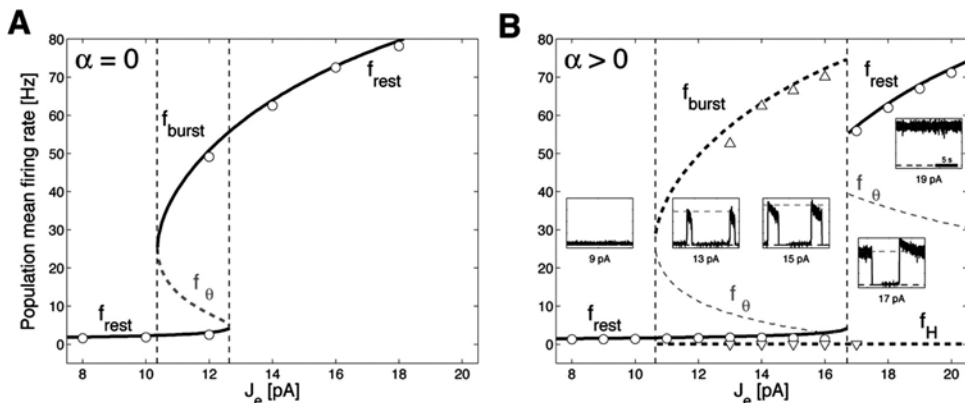 A
α = 0
Population mean firing rate [Hz]
80
70
60
50
40
30
20
10
0
f_rest
f_burst
f_θ
f_rest
8
10
12
14
16
18
20
J_e [pA]
B
α > 0
80
70
60
50
40
30
20
10
0
f_burst
f_rest
5 s
19 pA
f_θ
9 pA
13 pA
15 pA
17 pA
f_θ
f_rest
f_H
8
10
12
14
16
18
20
J_e [pA]